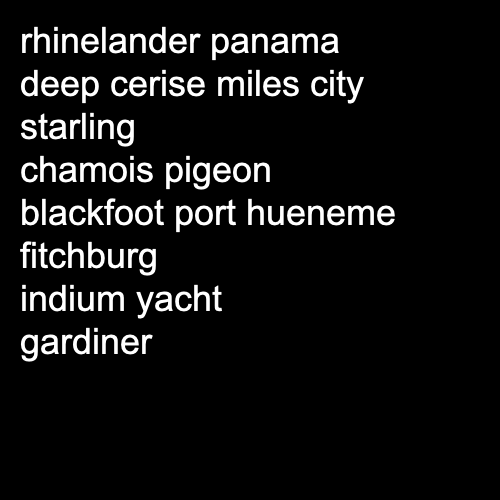 rhinelander panama
deep cerise miles city
starling
chamois pigeon
blackfoot port hueneme
fitchburg
indium yacht
gardiner